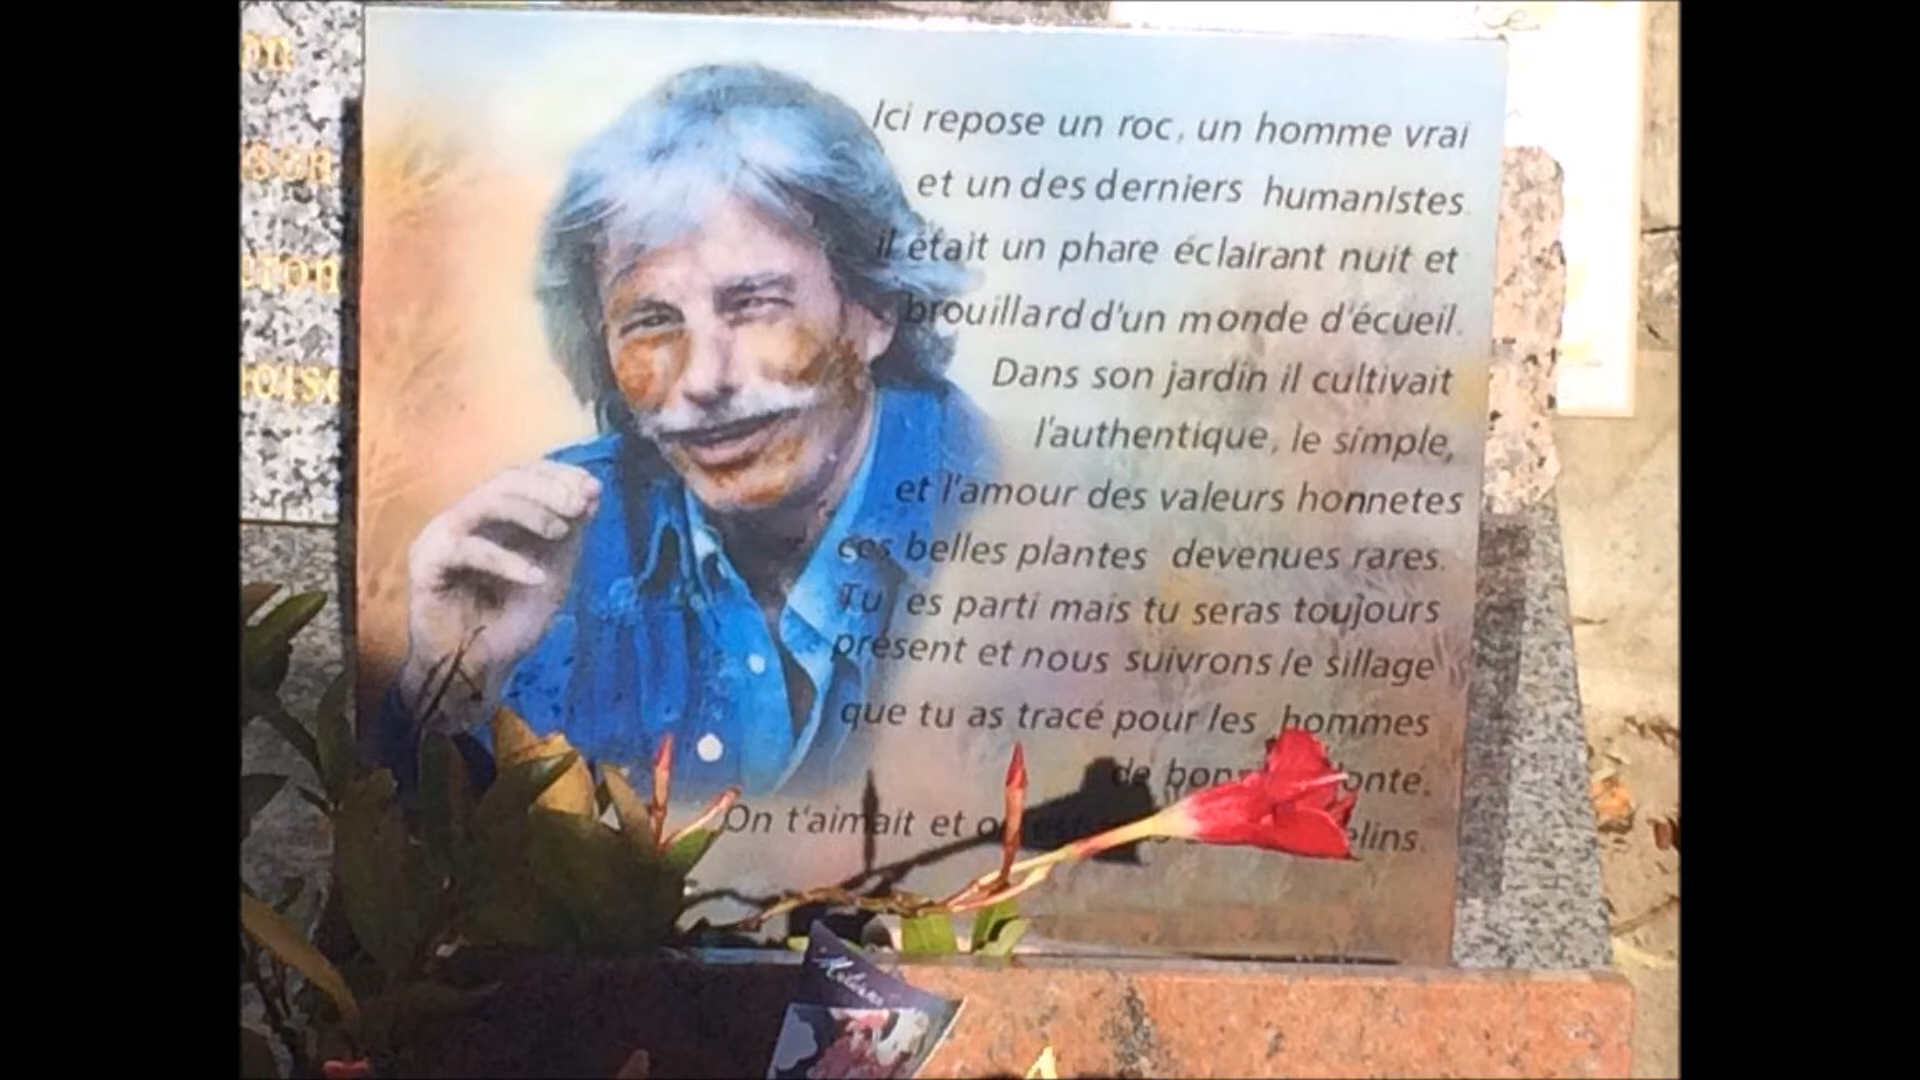 Ici repose un roc, un homme vrai
et un des derniers humanistes
il était un phare éclairant nuit et
brouillard d'un monde d'écueil.
Dans son jardin il cultivait
l'authentique, le simple,
et l'amour des valeurs honnetes
ces belles plantes devenues rares.
Tu es parti mais tu seras toujours
présent et nous suivrons le sillage
que tu as tracé pour les hommes
de
On t'aimait et